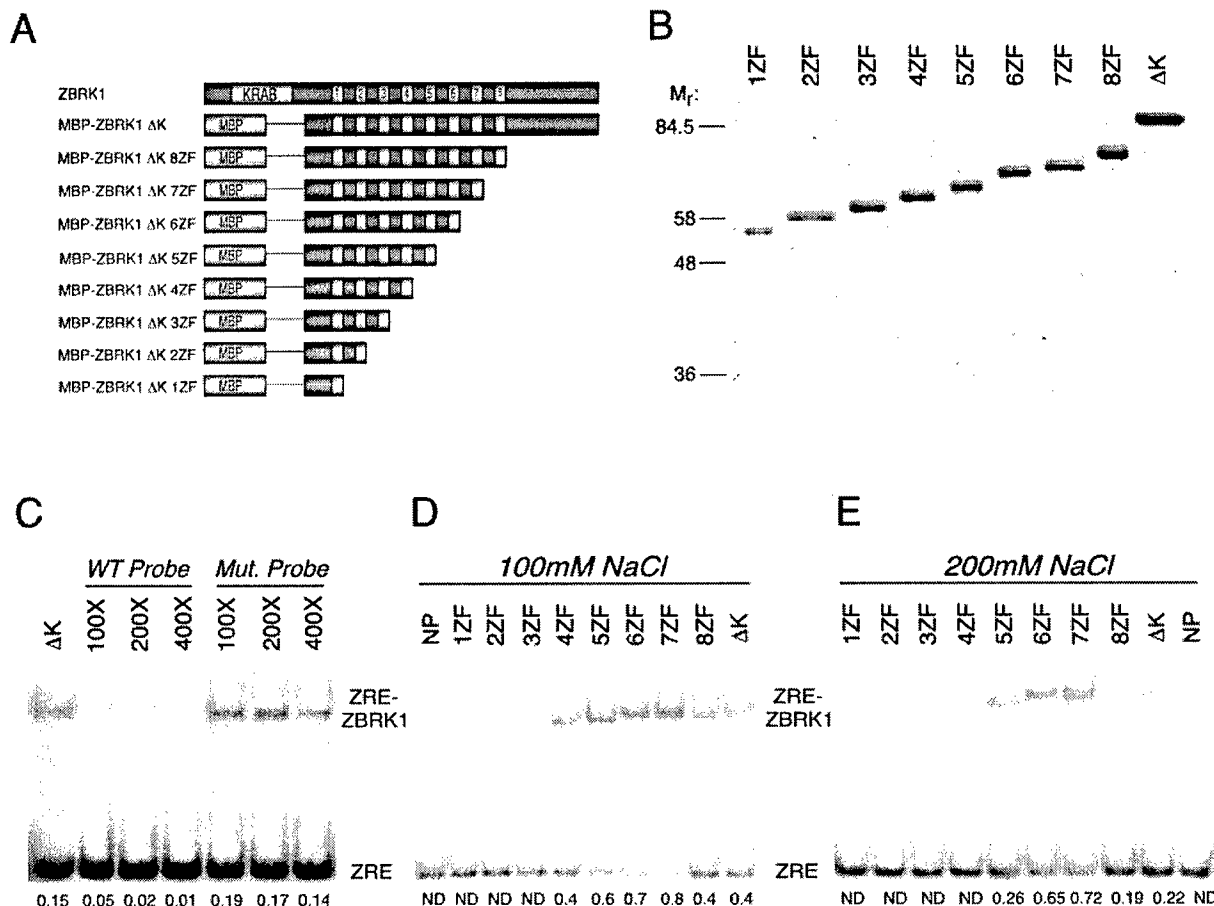 A
ZBRK1 KRAB 1 2 3 4 5 6 7 8
MBP-ZBRK1 ΔK MBP
MBP-ZBRK1 ΔK 8ZF MBP
MBP-ZBRK1 ΔK 7ZF MBP
MBP-ZBRK1 ΔK 6ZF MBP
MBP-ZBRK1 ΔK 5ZF MBP
MBP-ZBRK1 ΔK 4ZF MBP
MBP-ZBRK1 ΔK 3ZF MBP
MBP-ZBRK1 ΔK 2ZF MBP
MBP-ZBRK1 ΔK 1ZF MBP
B
1ZF 2ZF 3ZF 4ZF 5ZF 6ZF 7ZF 8ZF ΔK
Mr:
84.5
58
48
36
C
WT Probe Mut. Probe
ΔK 100X 200X 400X 100X 200X 400X
ZRE-
ZBRK1
ZRE
0.15 0.05 0.02 0.01 0.19 0.17 0.14
D
100mM NaCl
NP 1ZF 2ZF 3ZF 4ZF 5ZF 6ZF 7ZF 8ZF ΔK
ZRE-
ZBRK1
ZRE
ND ND ND ND 0.4 0.6 0.7 0.8 0.4 0.4
E
200mM NaCl
1ZF 2ZF 3ZF 4ZF 5ZF 6ZF 7ZF 8ZF ΔK NP
ND ND ND ND 0.26 0.65 0.72 0.19 0.22 ND